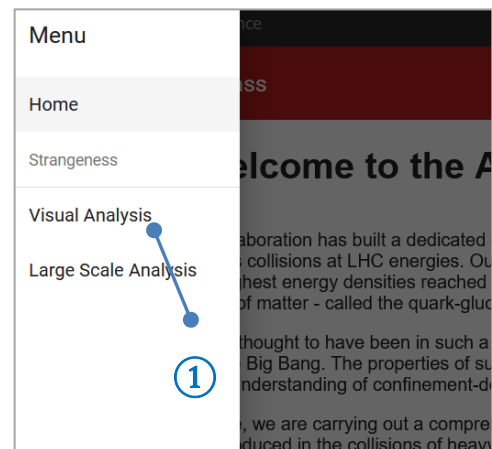 Menu
nce
ss
Home
Strangeness
elcome to the A
Visual Analysis
aboration has built a dedicated
collisions at LHC energies. Ou
Large Scale Analysis
hest energy densities reached
of matter - called the quark-gluo
thought to have been in such a
Big Bang. The properties of su
nderstanding of confinement-de
①
, we are carrying out a compre
duced in the collisions of heavy